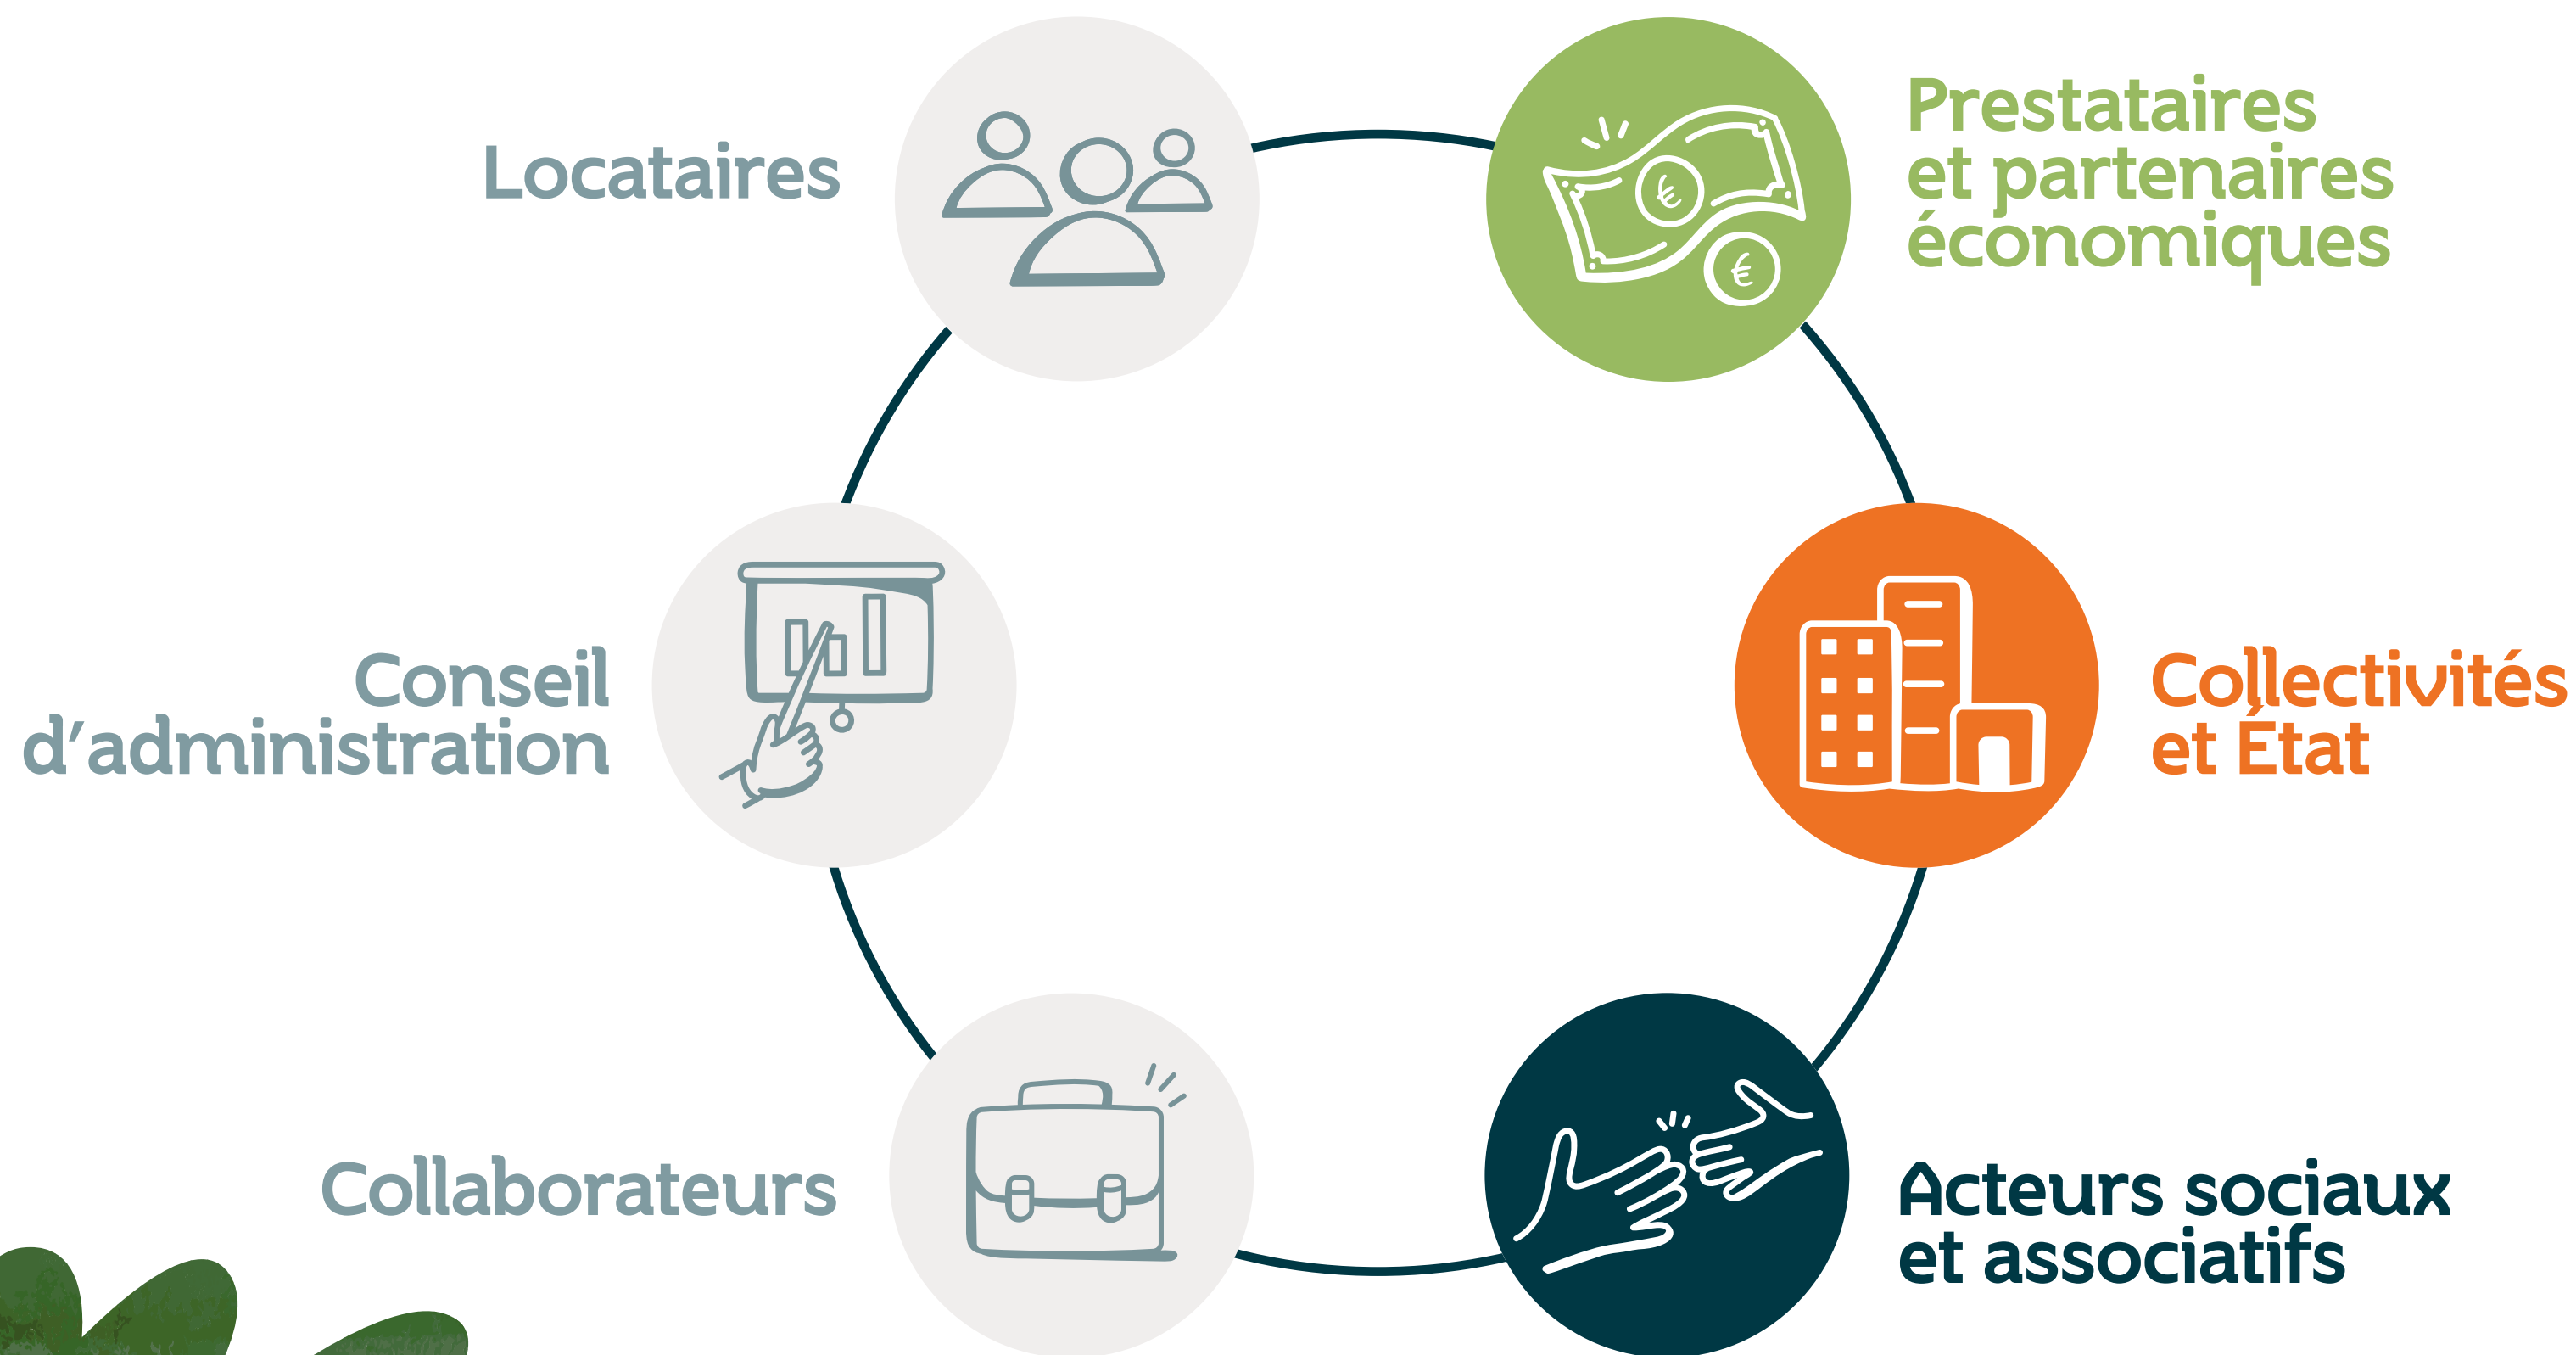 Locataires
Prestataires
et partenaires
économiques
Conseil
d'administration
Collectivités
et État
Collaborateurs
Acteurs sociaux
et associatifs
€
€